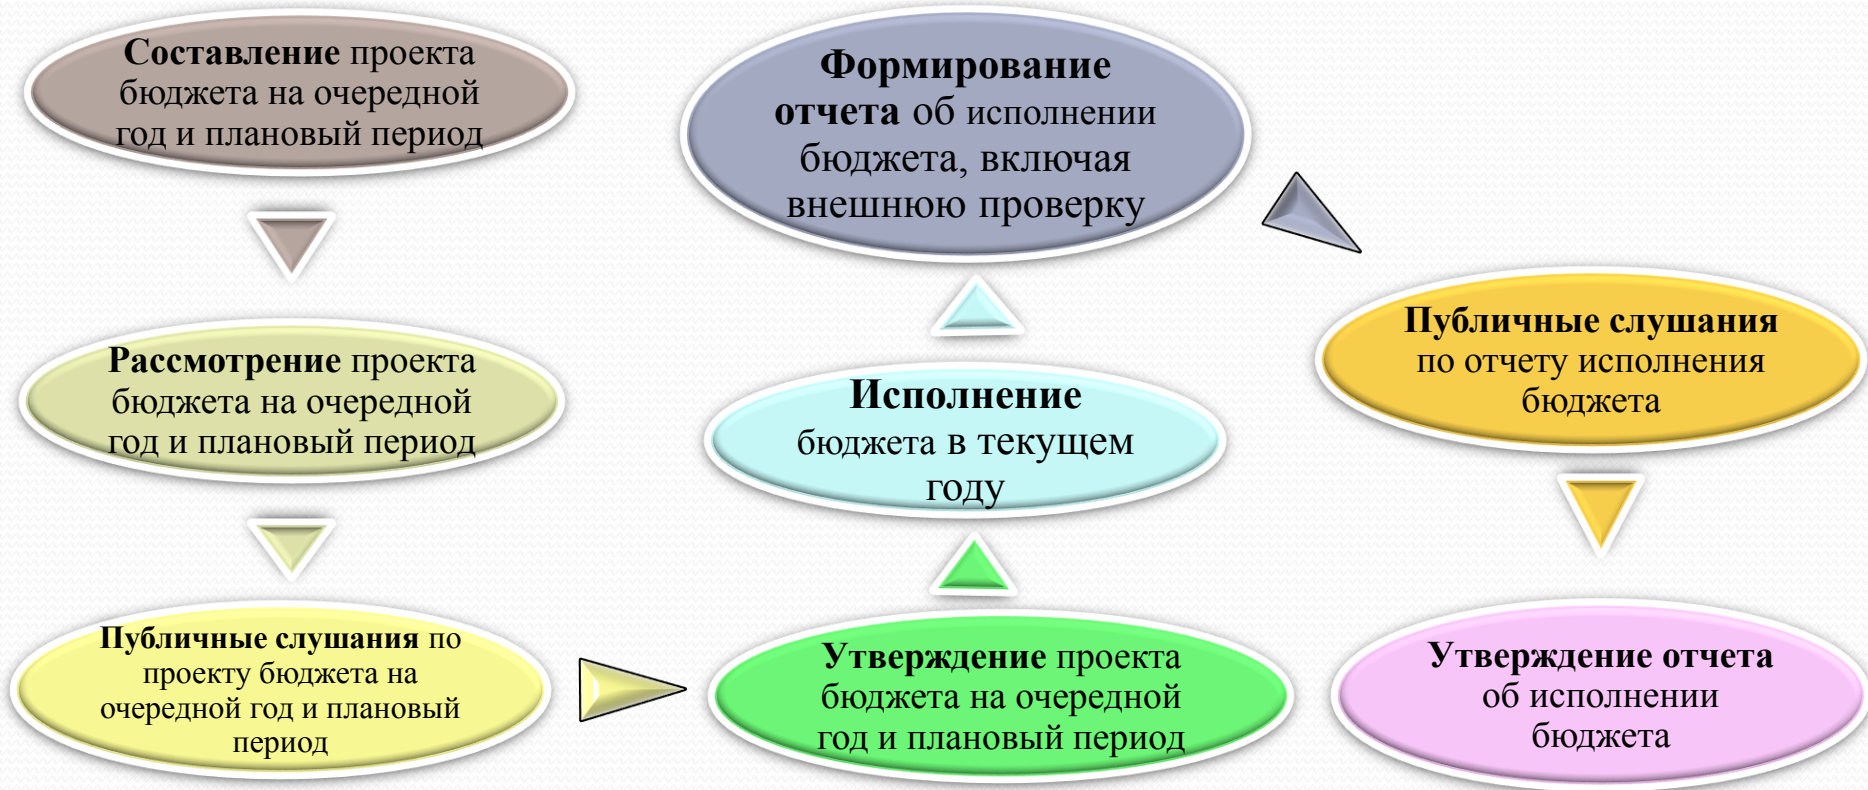 Составление проекта
бюджета на очередной
год и плановый период
Рассмотрение проекта
бюджета на очередной
год и плановый период
Публичные слушания по
проекту бюджета на
очередной год и плановый
период
Утверждение проекта
бюджета на очередной
год и плановый период
Исполнение
бюджета в текущем
году
Формирование
отчета об исполнении
бюджета, включая
внешнюю проверку
Публичные слушания
по отчету исполнения
бюджета
Утверждение отчета
об исполнении
бюджета